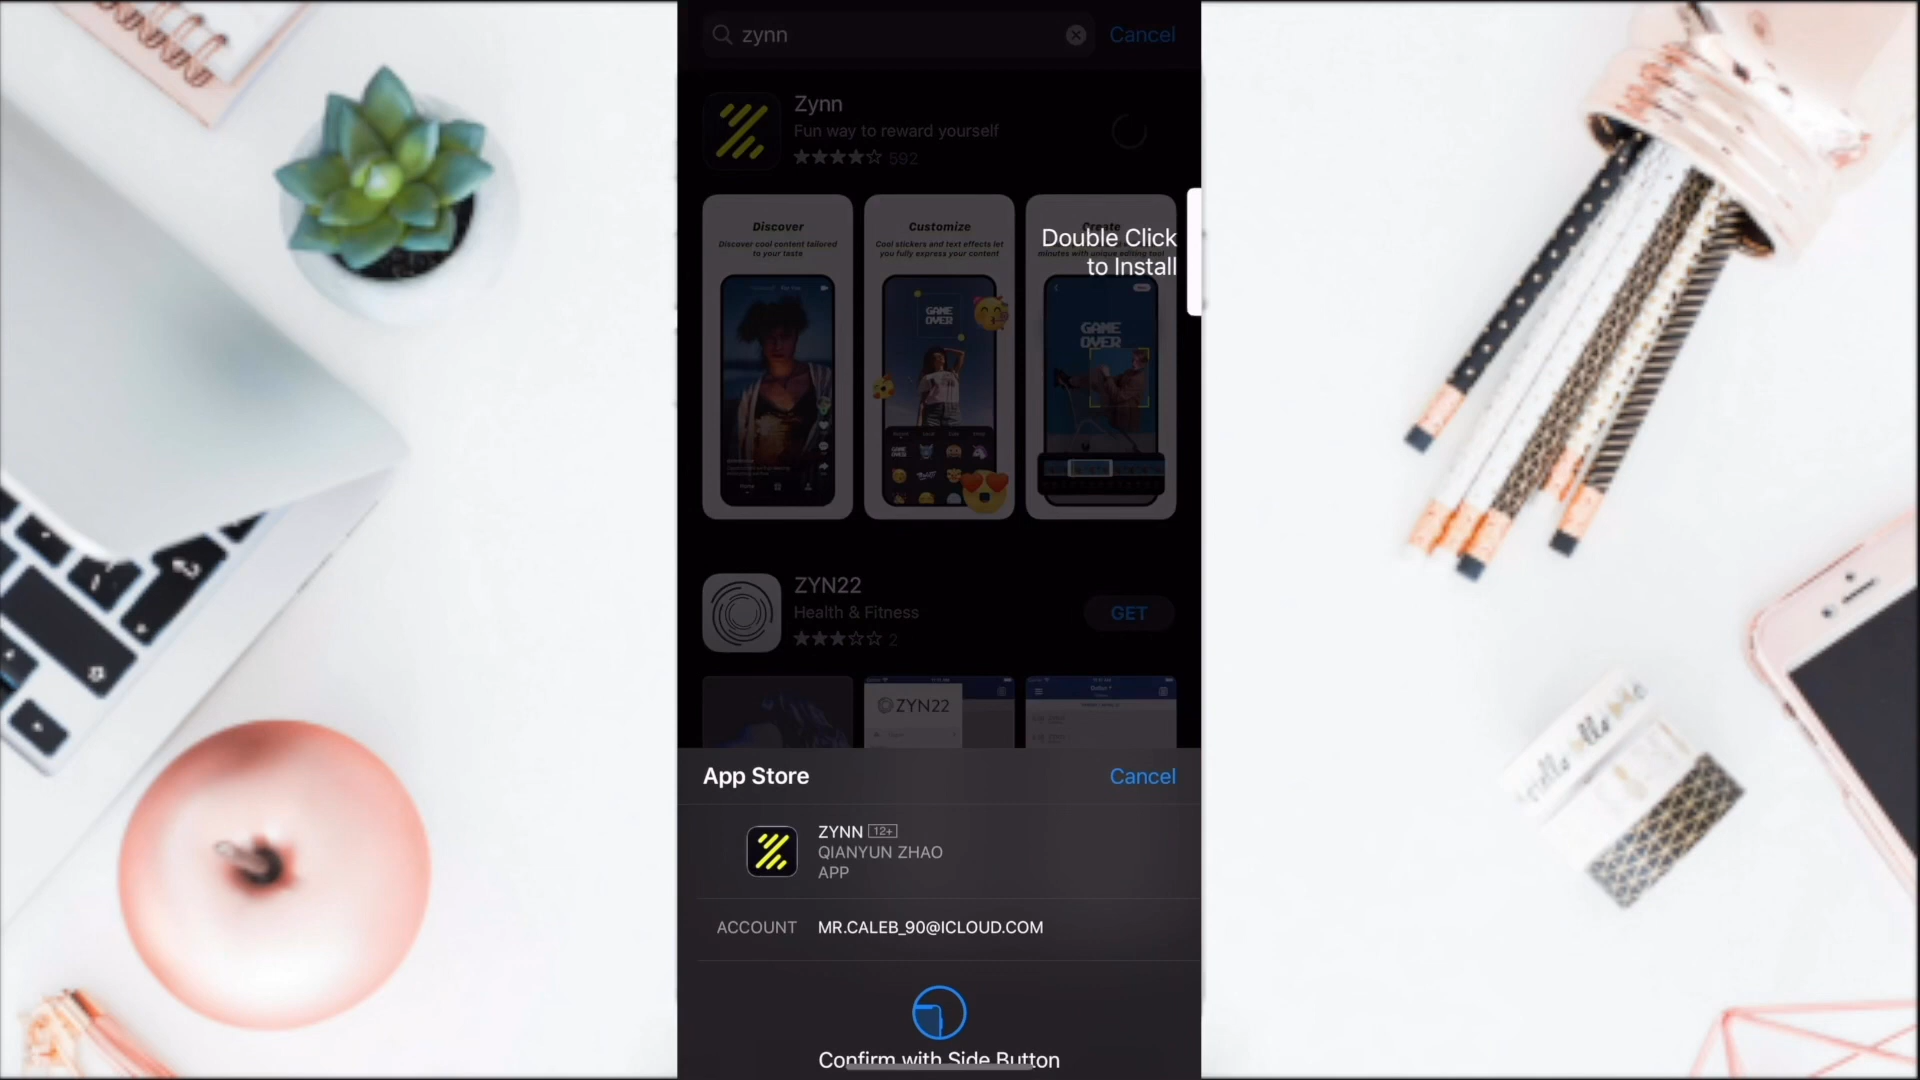 zynn
Cancel
Zynn
Fun way to reward yourself
592
Discover
Discover cool content tailored
to your taste
Customize
Cool stickers and text effects let
you fully express your content
Create
Double Click
to Install
GAME
OVER
GAME
OVER
ZYN22
Health & Fitness
2
GET
ZYN22
App Store
Cancel
ZYNN 12+
QIANYUN ZHAO
APP
ACCOUNT MR.CALEB_90@ICLOUD.COM
Confirm with Side Button